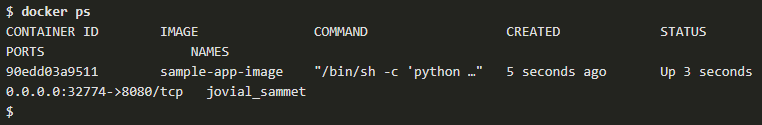 $ docker ps
CONTAINER ID        IMAGE               COMMAND                  CREATED             STATUS
PORTS                     NAMES
90edd03a9511        sample-app-image    "/bin/sh -c 'python …"   5 seconds ago       Up 3 seconds
0.0.0.0:32774->8080/tcp   jovial_sammet
$